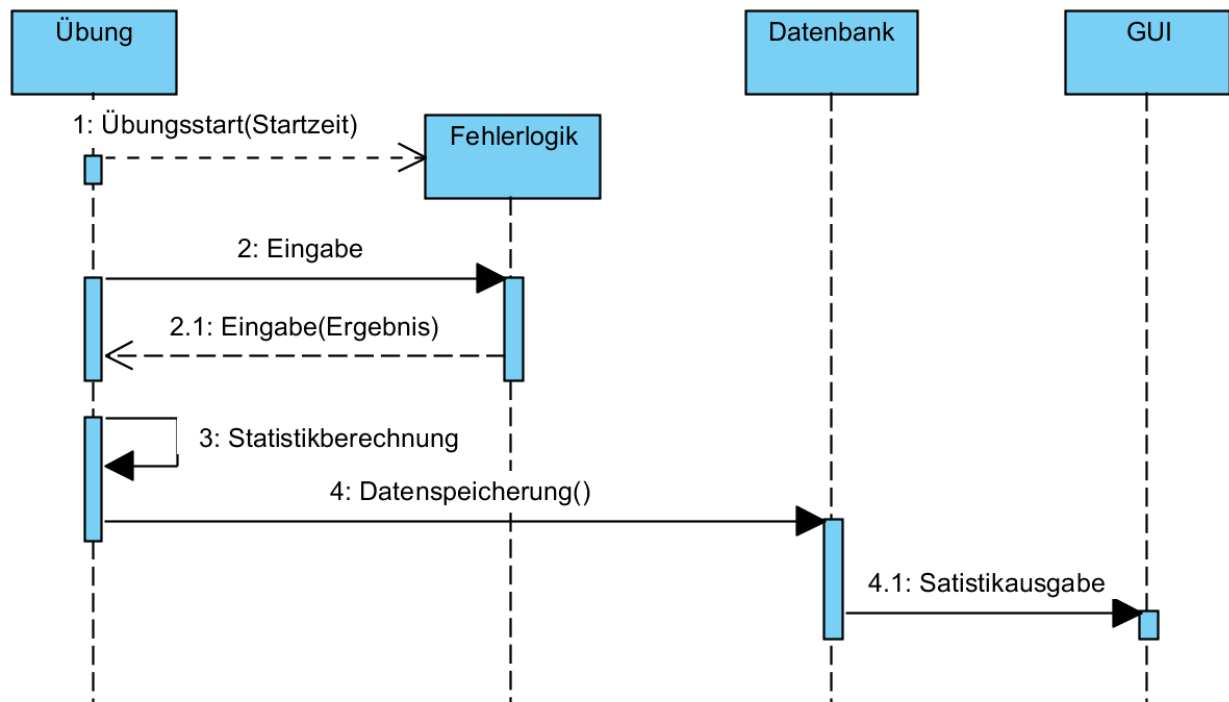 Übung
Datenbank
GUI
1: Übungsstart(Startzeit)
Fehlerlogik
2: Eingabe
2.1: Eingabe(Ergebnis)
3: Statistikberechnung
4: Datenspeicherung()
4.1: Satistikausgabe